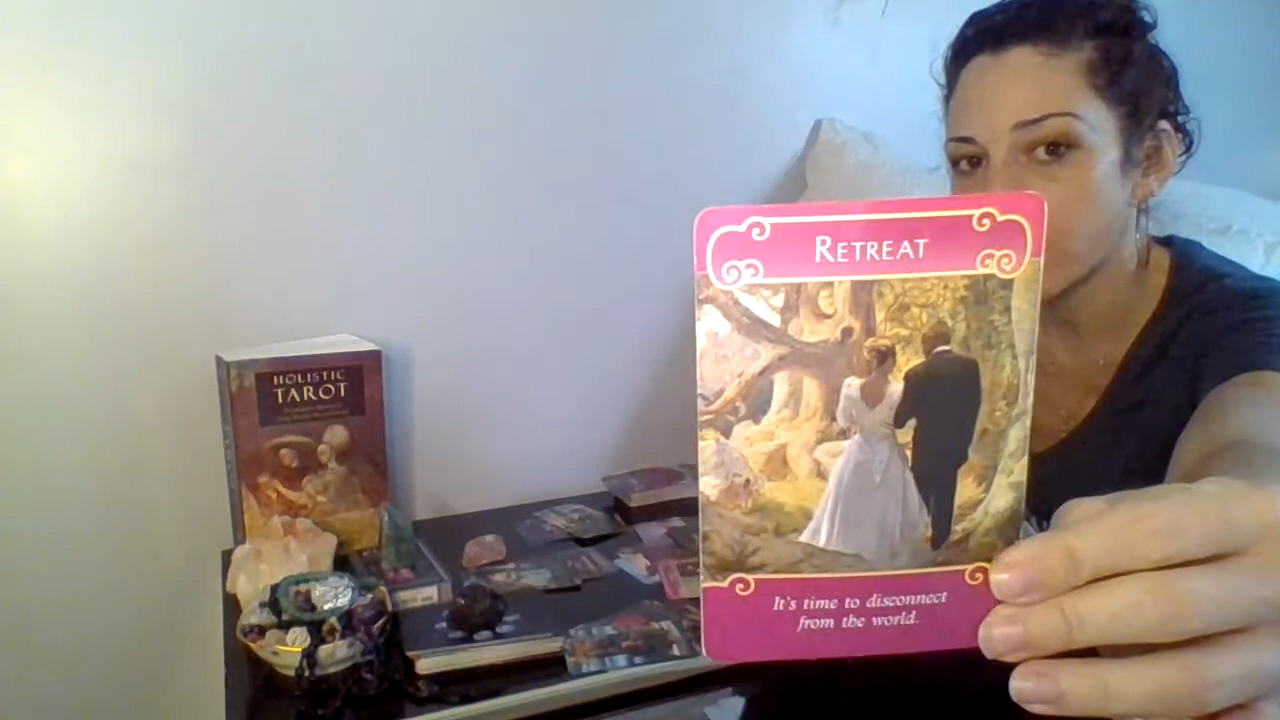 HOLISTIC
TAROT
RETREAT
It's time to disconnect
from the world.